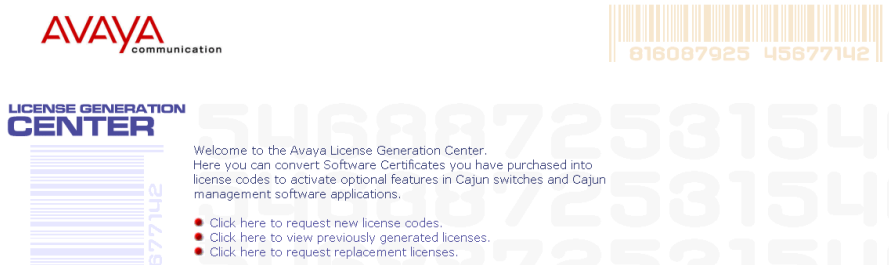 AVAYA
communication
816087925 45677142
LICENSE GENERATION
CENTER
546887253154
Welcome to the Avaya License Generation Center.
Here you can convert Software Certificates you have purchased into
license codes to activate optional features in Cajun switches and Cajun
management software applications.
Click here to request new license codes.
Click here to view previously generated licenses.
Click here to request replacement licenses.
677142